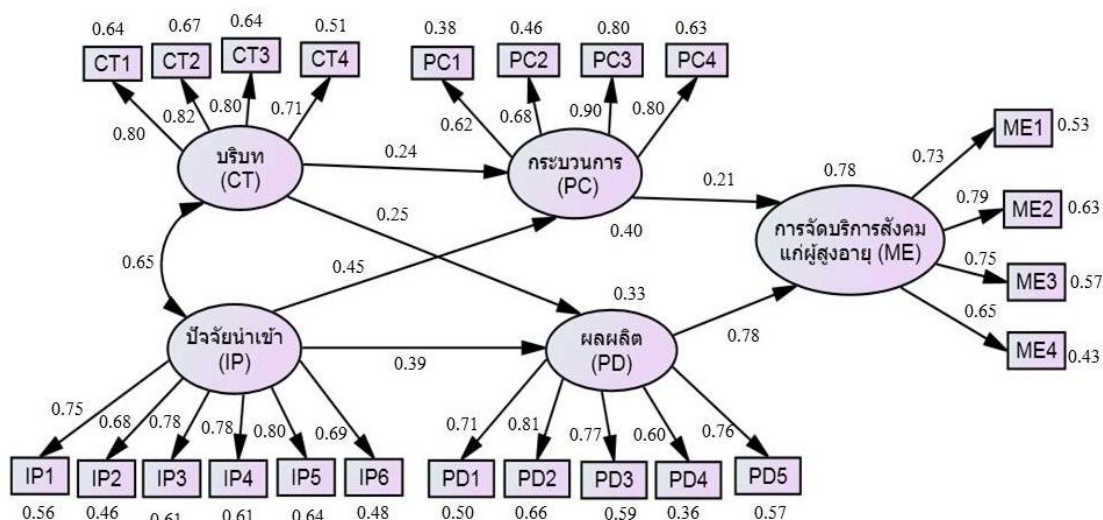 0.64 0.67 0.64 0.51 0.38 0.46 0.80 0.63
CT1 CT2 CT3 CT4 PC1 PC2 PC3 PC4
0.80 0.82 0.80 0.71 0.62 0.68 0.90 0.80
บริบท
(CT)
0.24
กระบวนการ
(PC)
0.40
0.25
0.45
0.65
0.21
0.78
การจัดบริการสังคม
แก่ผู้สูงอายุ (ME)
0.73 ME1 0.53
0.79 ME2 0.63
0.75 ME3 0.57
0.65 ME4 0.43
ปัจจัยนำเข้า
(IP)
0.39
0.33
ผลผลิต
(PD)
0.78
0.75 0.68 0.78 0.78 0.80 0.69 0.71 0.81 0.77 0.60 0.76
IP1 IP2 IP3 IP4 IP5 IP6 PD1 PD2 PD3 PD4 PD5
0.56 0.46 0.61 0.61 0.64 0.48 0.50 0.66 0.59 0.36 0.57